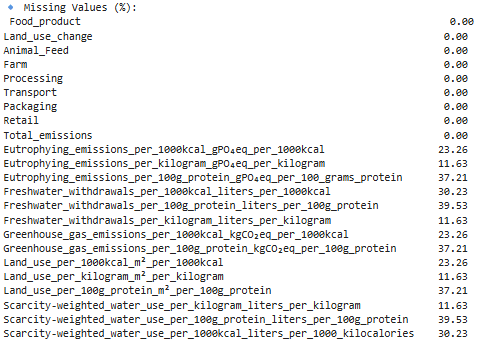 🔹 Missing Values (%):
Food_product 0.00
Land_use_change 0.00
Animal_Feed 0.00
Farm 0.00
Processing 0.00
Transport 0.00
Packaging 0.00
Retail 0.00
Total_emissions 0.00
Eutrophying_emissions_per_1000kcal_gPO₄eq_per_1000kcal 23.26
Eutrophying_emissions_per_kilogram_gPO₄eq_per_kilogram 11.63
Eutrophying_emissions_per_100g_protein_gPO₄eq_per_100_grams_protein 37.21
Freshwater_withdrawals_per_1000kcal_liters_per_1000kcal 30.23
Freshwater_withdrawals_per_100g_protein_liters_per_100g_protein 39.53
Freshwater_withdrawals_per_kilogram_liters_per_kilogram 11.63
Greenhouse_gas_emissions_per_1000kcal_kgCO₂eq_per_1000kcal 23.26
Greenhouse_gas_emissions_per_100g_protein_kgCO₂eq_per_100g_protein 37.21
Land_use_per_1000kcal_m²_per_1000kcal 23.26
Land_use_per_kilogram_m²_per_kilogram 11.63
Land_use_per_100g_protein_m²_per_100g_protein 37.21
Scarcity-weighted_water_use_per_kilogram_liters_per_kilogram 11.63
Scarcity-weighted_water_use_per_100g_protein_liters_per_100g_protein 39.53
Scarcity-weighted_water_use_per_1000kcal_liters_per_1000_kilocalories 30.23